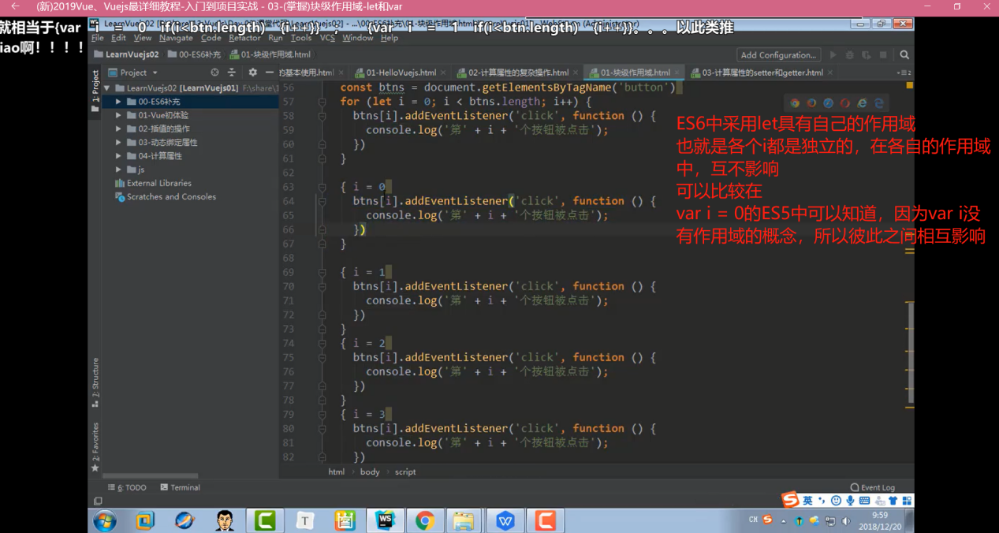 (新)2019Vue、Vuejs最详细教程-入门到项目实战 - 03-(掌握)块级作用域-let和var
就相当于{var i = 0 if(i<btn.length) {i++}} , {var i = 1 if(i<btn.length) {i++}}。。。以此类推
iao啊！！！！
File Edit View Navigate Code Refactor Run Tools VCS Window Help
LearnVuejs02 00-ES6补充 01-块级作用域.html Add Configuration...
Project 的基本使用.html 01-HelloVuejs.html 02-计算属性的复杂操作.html 01-块级作用域.html 03-计算属性的setter和getter.html
1: Project
LearnVuejs02 [LearnVuejs01] F:\share\1
00-ES6补充
01-Vue初体验
02-插值的操作
03-动态绑定属性
04-计算属性
js
External Libraries
Scratches and Consoles
56 const btns = document.getElementsByTagName('button')
57 for (let i = 0; i < btns.length; i++) {
58 btns[i].addEventListener('click', function () {
59 console.log('第' + i + '个按钮被点击');
60 })
61 }
62
63 { i = 0
64 btns[i].addEventListener('click', function () {
65 console.log('第' + i + '个按钮被点击');
66 })
67 }
68
69 { i = 1
70 btns[i].addEventListener('click', function () {
71 console.log('第' + i + '个按钮被点击');
72 })
73 }
74 { i = 2
75 btns[i].addEventListener('click', function () {
76 console.log('第' + i + '个按钮被点击');
77 })
78 }
79 { i = 3
80 btns[i].addEventListener('click', function () {
81 console.log('第' + i + '个按钮被点击');
82 })
ES6中采用let具有自己的作用域
也就是各个i都是独立的，在各自的作用域
中，互不影响
可以比较在
var i = 0的ES5中可以知道，因为var i没
有作用域的概念，所以彼此之间相互影响
7: Structure
2: Favorites
html › body › script
6: TODO Terminal Event Log
英
CH 9:59
2018/12/20